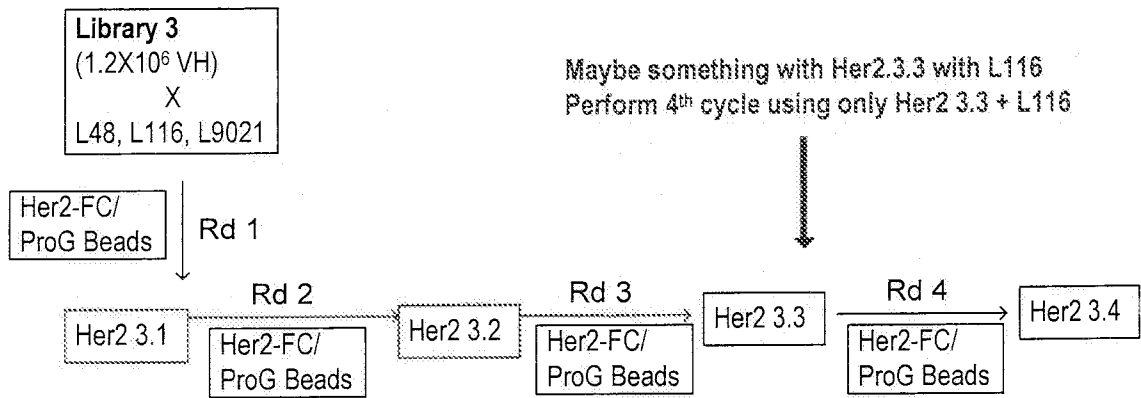 Library 3
(1.2X10⁶ VH)
X
L48, L116, L9021
Maybe something with Her2.3.3 with L116
Perform 4th cycle using only Her2 3.3 + L116
Her2-FC/
ProG Beads
Rd 1
Her2 3.1
Rd 2
Her2-FC/
ProG Beads
Her2 3.2
Rd 3
Her2-FC/
ProG Beads
Her2 3.3
Rd 4
Her2-FC/
ProG Beads
Her2 3.4